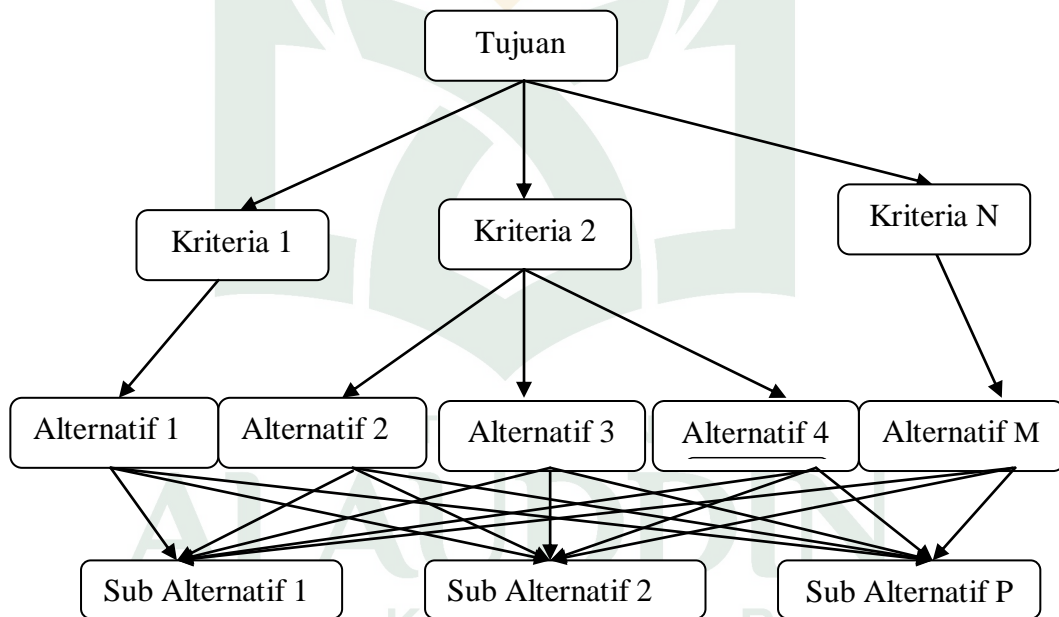 Tujuan
Kriteria 1
Kriteria 2
Kriteria N
Alternatif 1
Alternatif 2
Alternatif 3
Alternatif 4
Alternatif M
ALAUDDIN
Sub Alternatif 1
Sub Alternatif 2
Sub Alternatif P